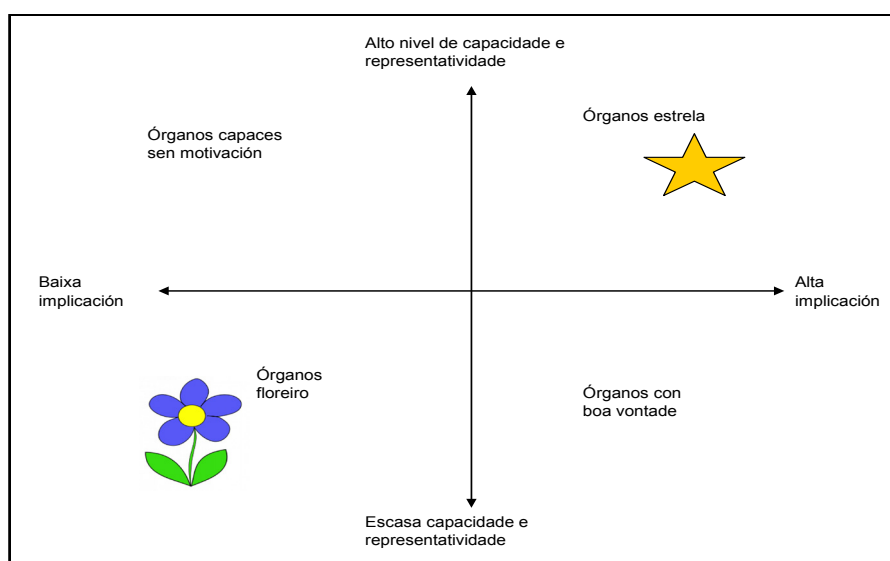 Alto nivel de capacidade e
representatividade
Órganos estrela
Órganos capaces
sen motivación
Baixa
implicación
Alta
implicación
Órganos
floreiro
Órganos con
boa vontade
Escasa capacidade e
representatividade